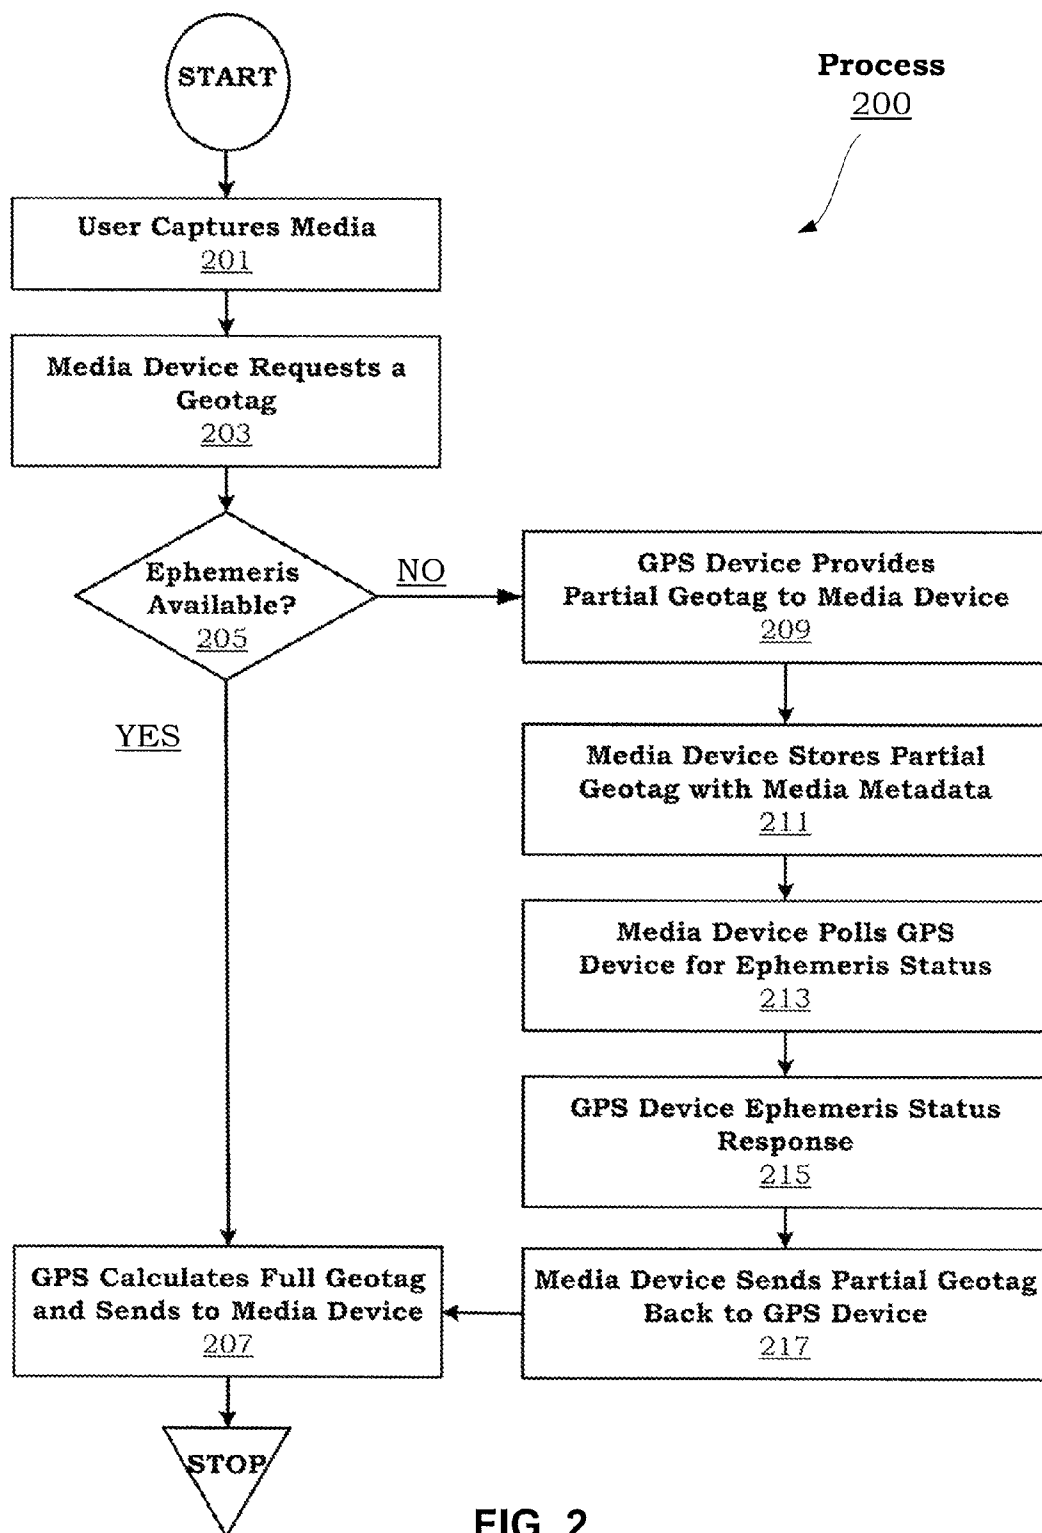 START
Process
200
User Captures Media
201
Media Device Requests a
Geotag
203
Ephemeris
Available?
205
NO
YES
GPS Device Provides
Partial Geotag to Media Device
209
Media Device Stores Partial
Geotag with Media Metadata
211
Media Device Polls GPS
Device for Ephemeris Status
213
GPS Device Ephemeris Status
Response
215
Media Device Sends Partial Geotag
Back to GPS Device
217
GPS Calculates Full Geotag
and Sends to Media Device
207
STOP
FIG. 2